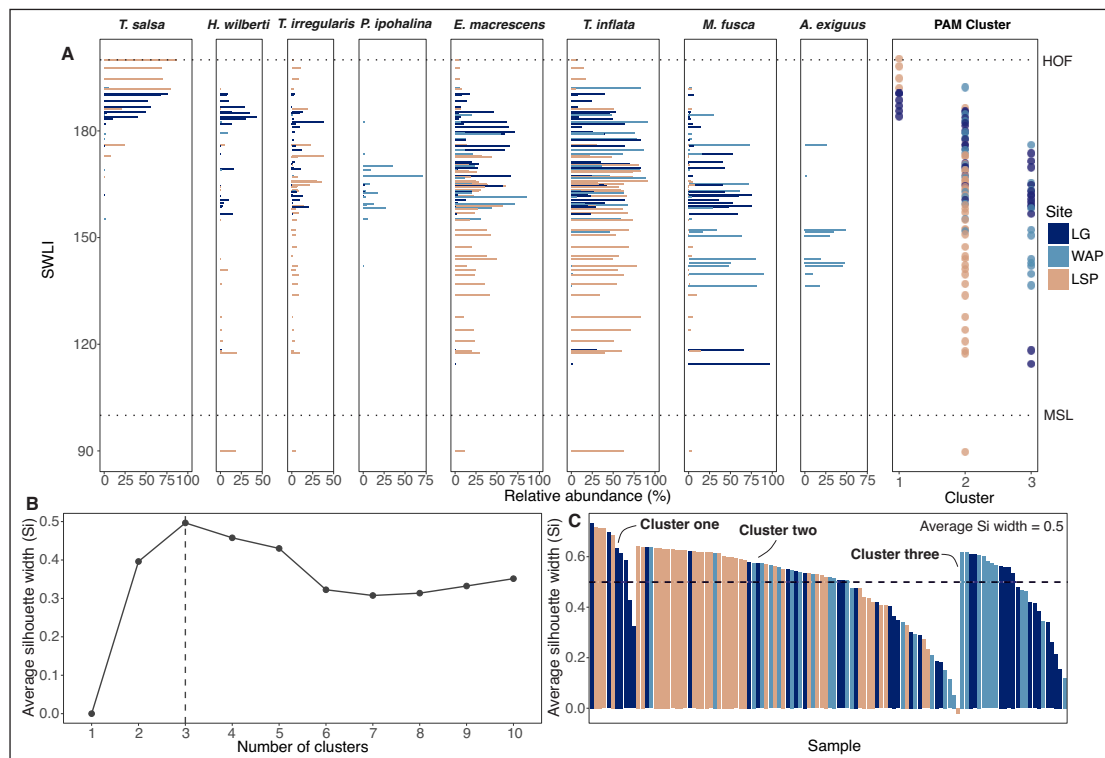 T. salsa H. wilberti T. irregularis P. ipohalina E. macrescens T. inflata M. fusca A. exiguus PAM Cluster
A
HOF
180
150
120
90
SWLI
MSL
Site
LG
WAP
LSP
0 25 50 75 100 0 25 50 0 25 50 75 0 25 50 75 0 25 50 75 100 0 25 50 75 100 0 25 50 75 100 0 25 50 75 1 2 3
Relative abundance (%) Cluster
B
Average silhouette width (Si)
0.5
0.4
0.3
0.2
0.1
0.0
1 2 3 4 5 6 7 8 9 10
Number of clusters
C
Average Si width = 0.5
Cluster one
Cluster two
Cluster three
Average silhouette width (Si)
0.6
0.4
0.2
0.0
Sample